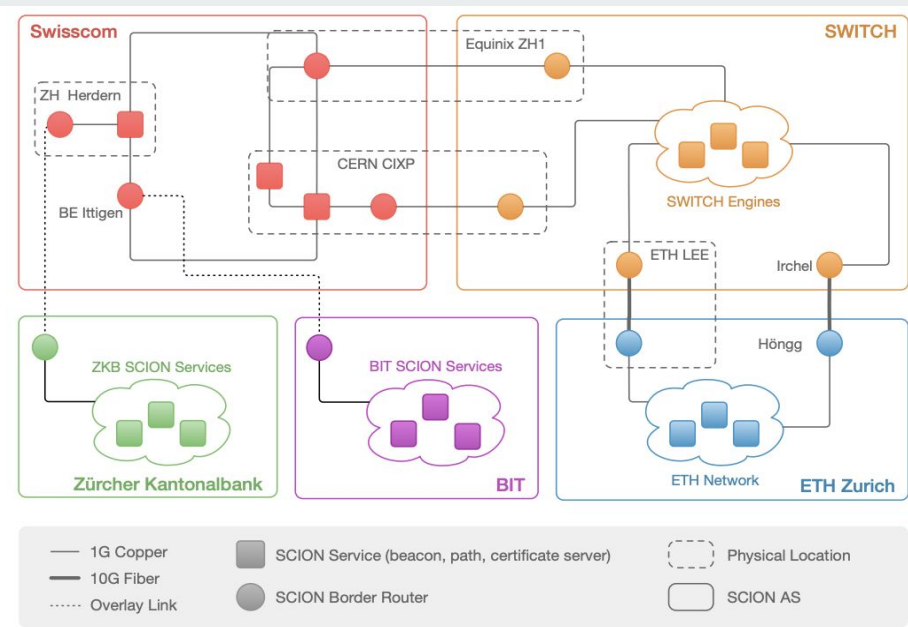 Swisscom
Equinix ZH1
SWITCH
ZH Herdern
CERN CIXP
BE Ittigen
SWITCH Engines
ETH LEE
Irchel
ZKB SCION Services
BIT SCION Services
Höngg
Zürcher Kantonalbank
BIT
ETH Network
ETH Zurich
1G Copper
10G Fiber
Overlay Link
SCION Service (beacon, path, certificate server)
SCION Border Router
Physical Location
SCION AS